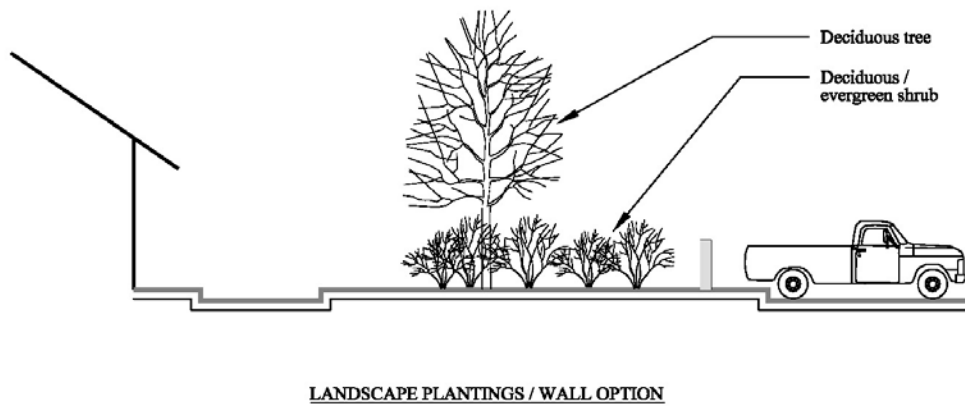 Deciduous tree
Deciduous /
evergreen shrub
LANDSCAPE PLANTINGS / WALL OPTION